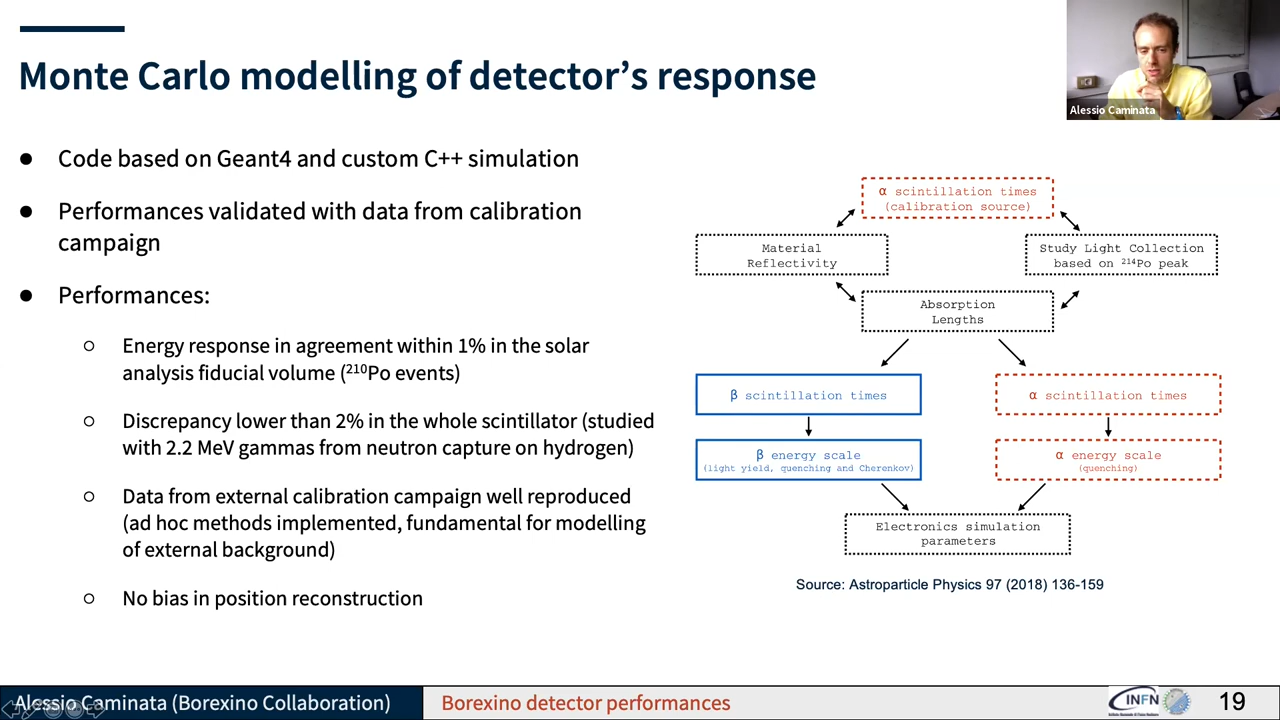 Monte Carlo modelling of detector's response
Alessio Caminata
● Code based on Geant4 and custom C++ simulation
● Performances validated with data from calibration
campaign
● Performances:
○ Energy response in agreement within 1% in the solar
analysis fiducial volume (²¹⁰Po events)
○ Discrepancy lower than 2% in the whole scintillator (studied
with 2.2 MeV gammas from neutron capture on hydrogen)
○ Data from external calibration campaign well reproduced
(ad hoc methods implemented, fundamental for modelling
of external background)
○ No bias in position reconstruction
α scintillation times
(calibration source)
Material
Reflectivity
Study Light Collection
based on ²¹⁴Po peak
Absorption
Lengths
β scintillation times
α scintillation times
β energy scale
(light yield, quenching and Cherenkov)
α energy scale
(quenching)
Electronics simulation
parameters
Source: Astroparticle Physics 97 (2018) 136-159
Alessio Caminata (Borexino Collaboration)
Borexino detector performances
INFN
19